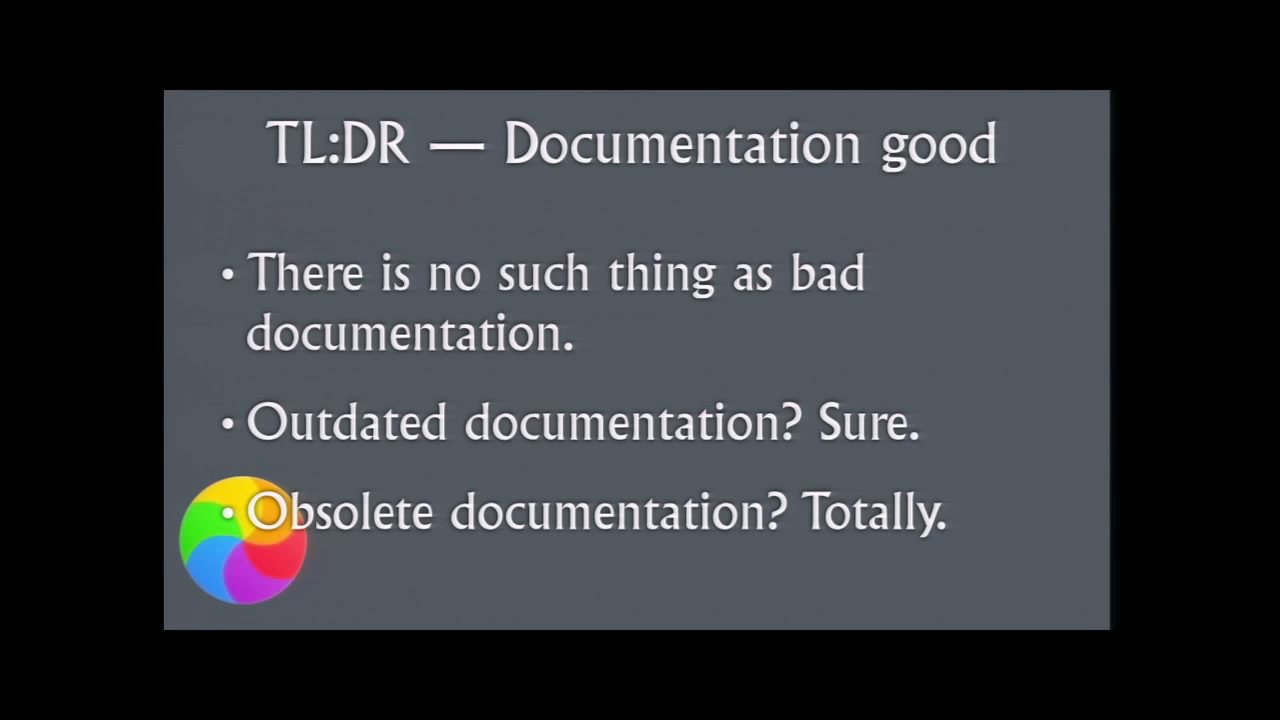 TL:DR — Documentation good
• There is no such thing as bad
documentation.
• Outdated documentation? Sure.
• Obsolete documentation? Totally.